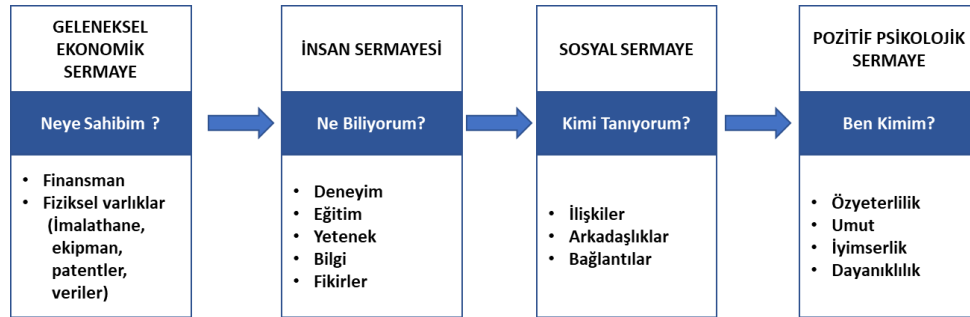 GELENEKSEL
EKONOMİK
SERMAYE
Neye Sahibim ?
• Finansman
• Fiziksel varlıklar
(İmalathane,
ekipman,
patentler,
veriler)
İNSAN SERMAYESİ
Ne Biliyorum?
• Deneyim
• Eğitim
• Yetenek
• Bilgi
• Fikirler
SOSYAL SERMAYE
Kimi Tanıyorum?
• İlişkiler
• Arkadaşlıklar
• Bağlantılar
POZİTİF PSİKOLOJİK
SERMAYE
Ben Kimim?
• Özyeterlilik
• Umut
• İyimserlik
• Dayanıklılık